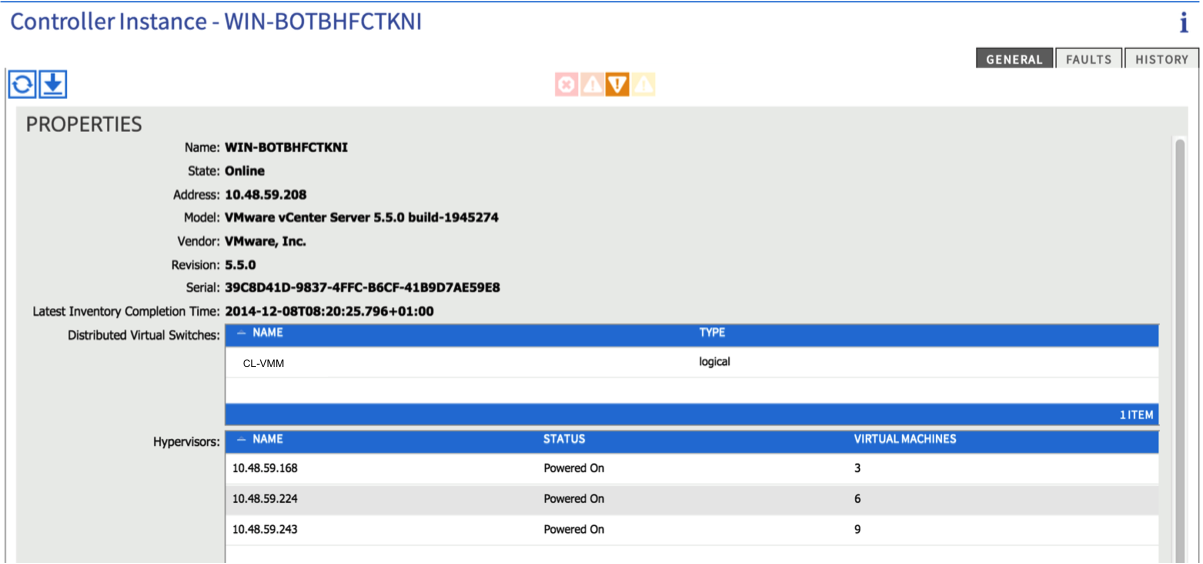 Controller Instance - WIN-BOTBHFCTKNI
i
GENERAL FAULTS HISTORY
PROPERTIES
Name: WIN-BOTBHFCTKNI
State: Online
Address: 10.48.59.208
Model: VMware vCenter Server 5.5.0 build-1945274
Vendor: VMware, Inc.
Revision: 5.5.0
Serial: 39C8D41D-9837-4FFC-B6CF-41B9D7AE59E8
Latest Inventory Completion Time: 2014-12-08T08:20:25.796+01:00
Distributed Virtual Switches: NAME TYPE
CL-VMM logical
1 ITEM
Hypervisors: NAME STATUS VIRTUAL MACHINES
10.48.59.168 Powered On 3
10.48.59.224 Powered On 6
10.48.59.243 Powered On 9